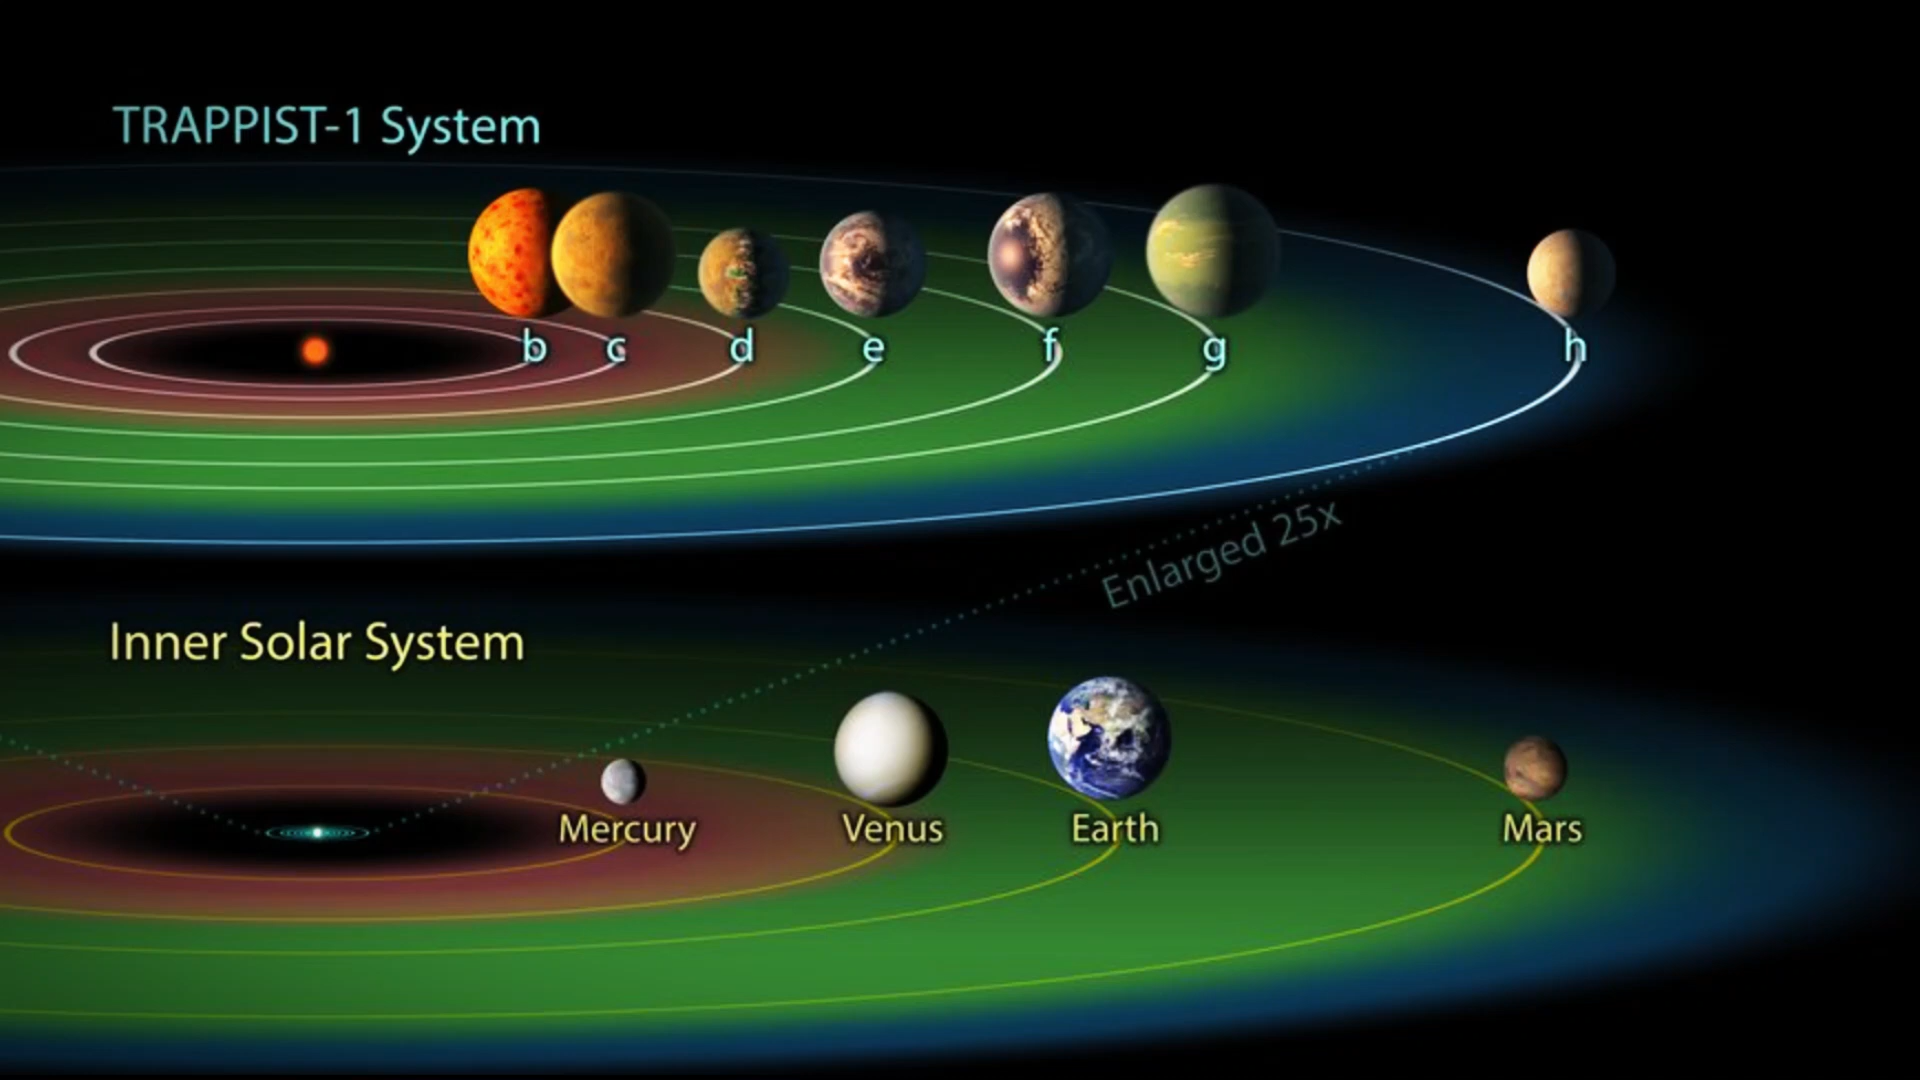 TRAPPIST-1 System
b c d e f g h
Enlarged 25x
Inner Solar System
Mercury Venus Earth Mars